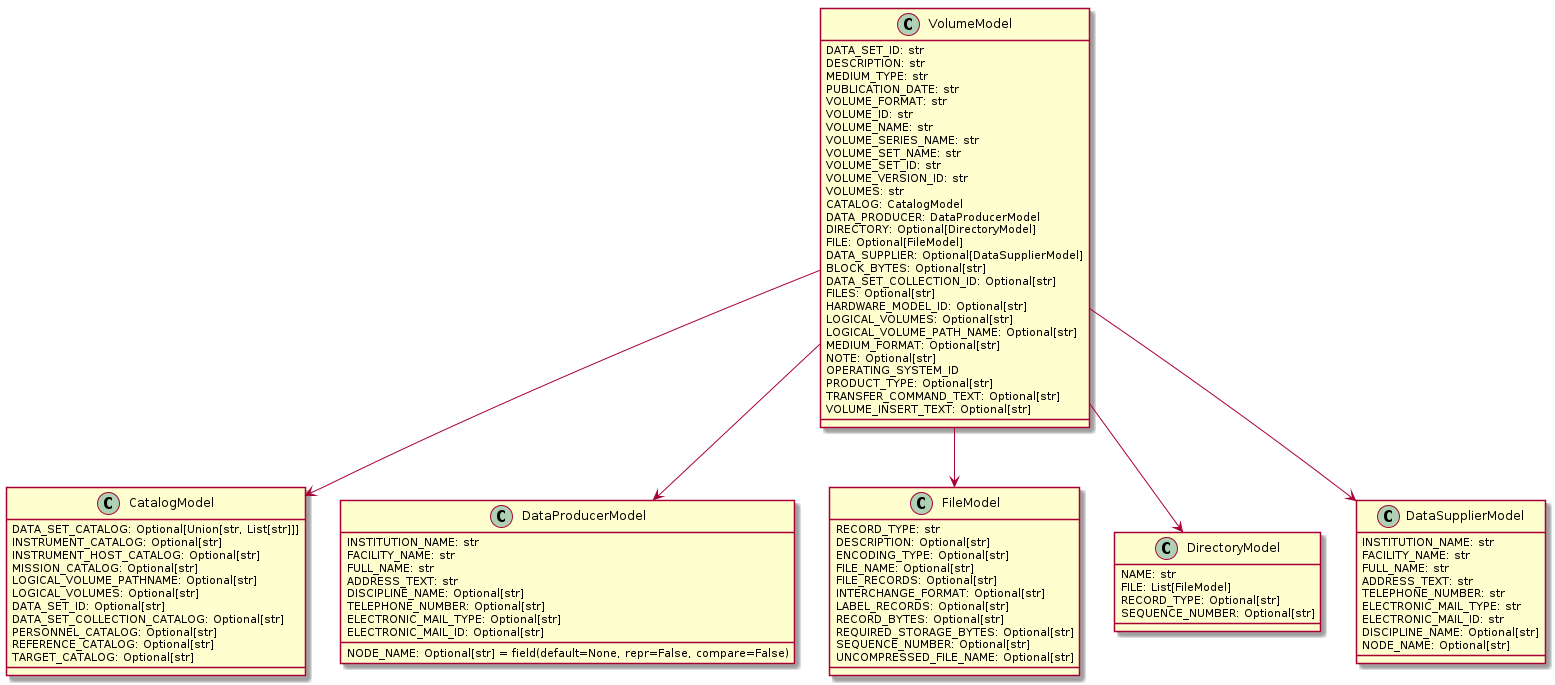 C VolumeModel
DATA_SET_ID: str
DESCRIPTION: str
MEDIUM_TYPE: str
PUBLICATION_DATE: str
VOLUME_FORMAT: str
VOLUME_ID: str
VOLUME_NAME: str
VOLUME_SERIES_NAME: str
VOLUME_SET_NAME: str
VOLUME_SET_ID: str
VOLUME_VERSION_ID: str
VOLUMES: str
CATALOG: CatalogModel
DATA_PRODUCER: DataProducerModel
DIRECTORY: Optional[DirectoryModel]
FILE: Optional[FileModel]
DATA_SUPPLIER: Optional[DataSupplierModel]
BLOCK_BYTES: Optional[str]
DATA_SET_COLLECTION_ID: Optional[str]
FILES: Optional[str]
HARDWARE_MODEL_ID: Optional[str]
LOGICAL_VOLUMES: Optional[str]
LOGICAL_VOLUME_PATH_NAME: Optional[str]
MEDIUM_FORMAT: Optional[str]
NOTE: Optional[str]
OPERATING_SYSTEM_ID
PRODUCT_TYPE: Optional[str]
TRANSFER_COMMAND_TEXT: Optional[str]
VOLUME_INSERT_TEXT: Optional[str]
C CatalogModel
DATA_SET_CATALOG: Optional[Union[str, List[str]]]
INSTRUMENT_CATALOG: Optional[str]
INSTRUMENT_HOST_CATALOG: Optional[str]
MISSION_CATALOG: Optional[str]
LOGICAL_VOLUME_PATHNAME: Optional[str]
LOGICAL_VOLUMES: Optional[str]
DATA_SET_ID: Optional[str]
DATA_SET_COLLECTION_CATALOG: Optional[str]
PERSONNEL_CATALOG: Optional[str]
REFERENCE_CATALOG: Optional[str]
TARGET_CATALOG: Optional[str]
C DataProducerModel
INSTITUTION_NAME: str
FACILITY_NAME: str
FULL_NAME: str
ADDRESS_TEXT: str
DISCIPLINE_NAME: Optional[str]
TELEPHONE_NUMBER: Optional[str]
ELECTRONIC_MAIL_TYPE: Optional[str]
ELECTRONIC_MAIL_ID: Optional[str]
NODE_NAME: Optional[str] = field(default=None, repr=False, compare=False)
C FileModel
RECORD_TYPE: str
DESCRIPTION: Optional[str]
ENCODING_TYPE: Optional[str]
FILE_NAME: Optional[str]
FILE_RECORDS: Optional[str]
INTERCHANGE_FORMAT: Optional[str]
LABEL_RECORDS: Optional[str]
RECORD_BYTES: Optional[str]
REQUIRED_STORAGE_BYTES: Optional[str]
SEQUENCE_NUMBER: Optional[str]
UNCOMPRESSED_FILE_NAME: Optional[str]
C DirectoryModel
NAME: str
FILE: List[FileModel]
RECORD_TYPE: Optional[str]
SEQUENCE_NUMBER: Optional[str]
C DataSupplierModel
INSTITUTION_NAME: str
FACILITY_NAME: str
FULL_NAME: str
ADDRESS_TEXT: str
TELEPHONE_NUMBER: str
ELECTRONIC_MAIL_TYPE: str
ELECTRONIC_MAIL_ID: str
DISCIPLINE_NAME: Optional[str]
NODE_NAME: Optional[str]